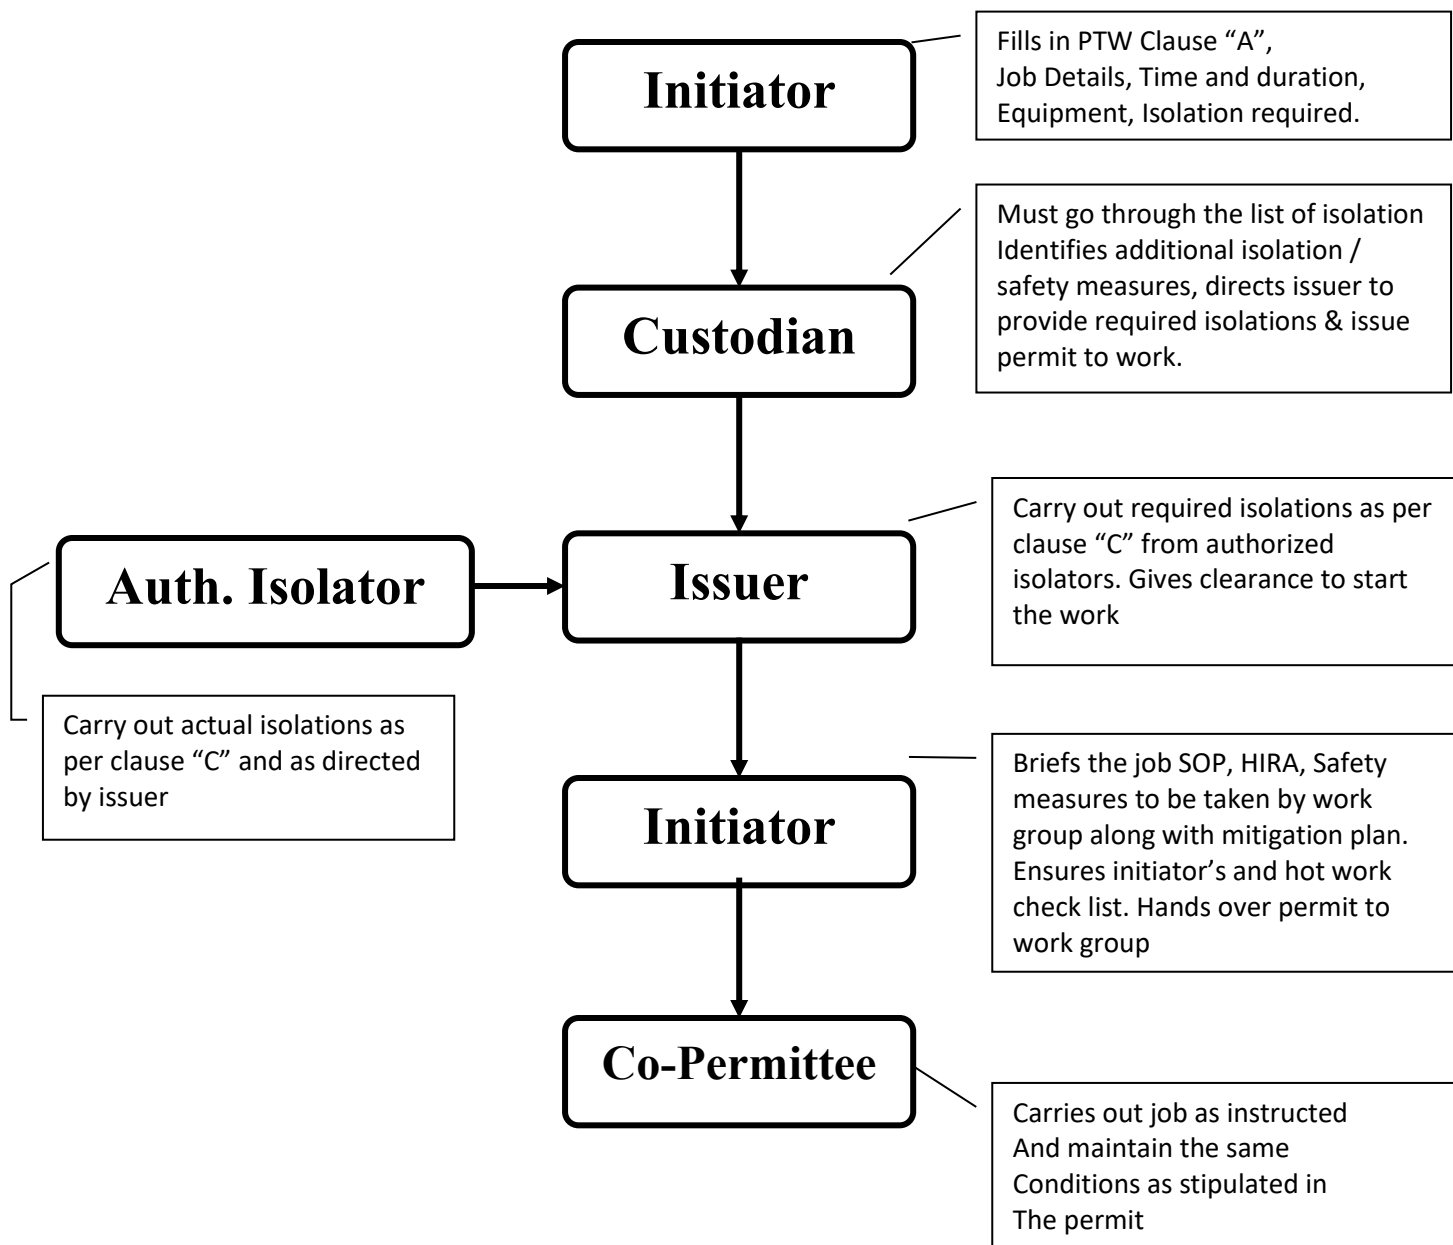 Initiator
Fills in PTW Clause “A”,
Job Details, Time and duration,
Equipment, Isolation required.
Custodian
Must go through the list of isolation
Identifies additional isolation /
safety measures, directs issuer to
provide required isolations & issue
permit to work.
Auth. Isolator
Issuer
Carry out required isolations as per
clause “C” from authorized
isolators. Gives clearance to start
the work
Carry out actual isolations as
per clause “C” and as directed
by issuer
Initiator
Briefs the job SOP, HIRA, Safety
measures to be taken by work
group along with mitigation plan.
Ensures initiator’s and hot work
check list. Hands over permit to
work group
Co-Permittee
Carries out job as instructed
And maintain the same
Conditions as stipulated in
The permit